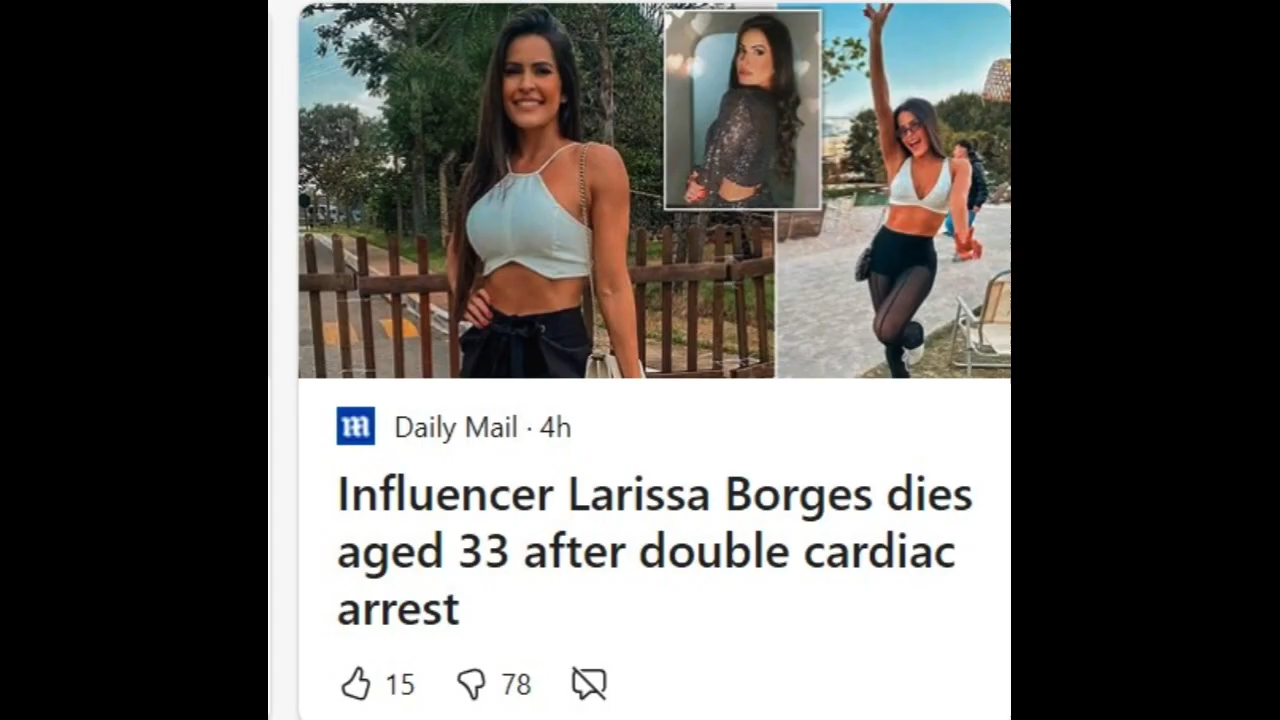 Daily Mail · 4h
Influencer Larissa Borges dies
aged 33 after double cardiac
arrest
15 78